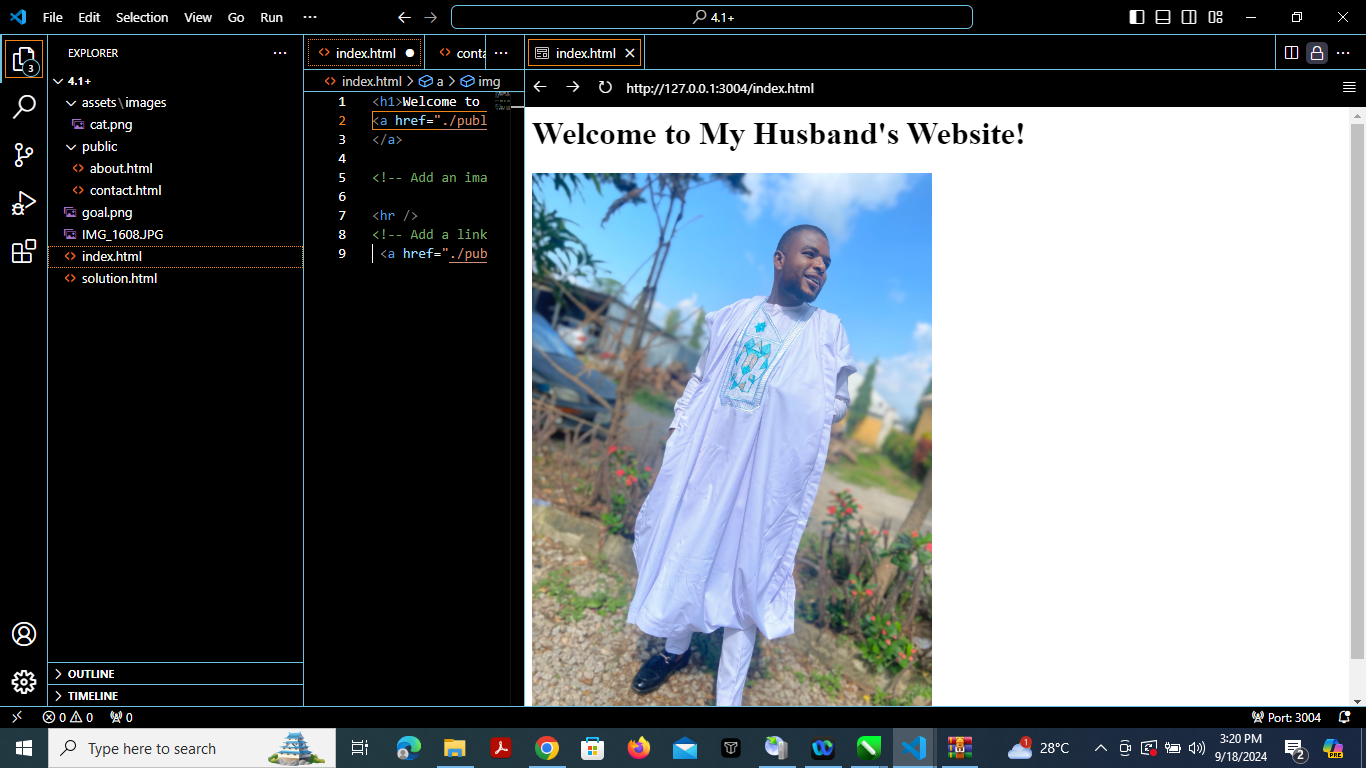 File Edit Selection View Go Run ··· 4.1+
EXPLORER ···
4.1+
assets\images
cat.png
public
about.html
contact.html
goal.png
IMG_1608.JPG
index.html
solution.html
OUTLINE
TIMELINE
3
index.html ● conta ···
index.html > a > img
1 <h1>Welcome to
2 <a href="./publ
3 </a>
4
5 <!-- Add an ima
6
7 <hr />
8 <!-- Add a link
9 <a href="./pub
index.html
http://127.0.0.1:3004/index.html
Welcome to My Husband's Website!
0 0 0 Port: 3004
Type here to search
1 28°C
3:20 PM
9/18/2024
2
PRE